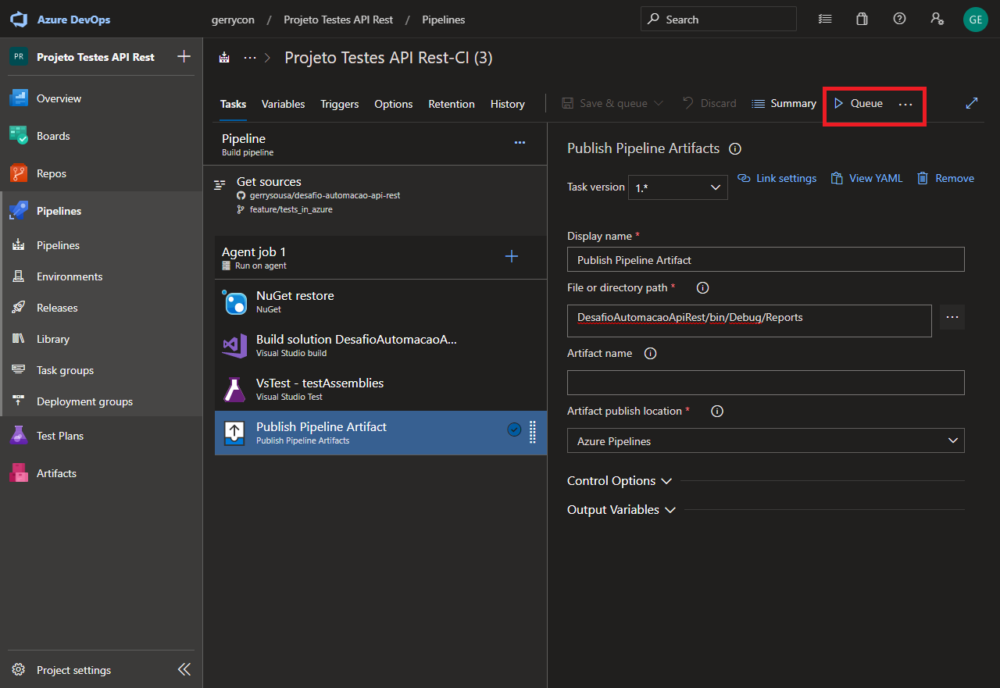 Azure DevOps
gerrycon / Projeto Testes API Rest / Pipelines
Search
GE
PR
Projeto Testes API Rest
Overview
Boards
Repos
Pipelines
Pipelines
Environments
Releases
Library
Task groups
Deployment groups
Test Plans
Artifacts
Project settings
Projeto Testes API Rest-CI (3)
Tasks
Variables
Triggers
Options
Retention
History
Save & queue
Discard
Summary
Queue
Pipeline
Build pipeline
Get sources
gerrysousa/desafio-automacao-api-rest
feature/tests_in_azure
Agent job 1
Run on agent
NuGet restore
NuGet
Build solution DesafioAutomacaoA...
Visual Studio build
VsTest - testAssemblies
Visual Studio Test
Publish Pipeline Artifact
Publish Pipeline Artifacts
Publish Pipeline Artifacts
Task version
1.*
Link settings
View YAML
Remove
Display name *
Publish Pipeline Artifact
File or directory path *
DesafioAutomacaoApiRest/bin/Debug/Reports
Artifact name
Artifact publish location *
Azure Pipelines
Control Options
Output Variables